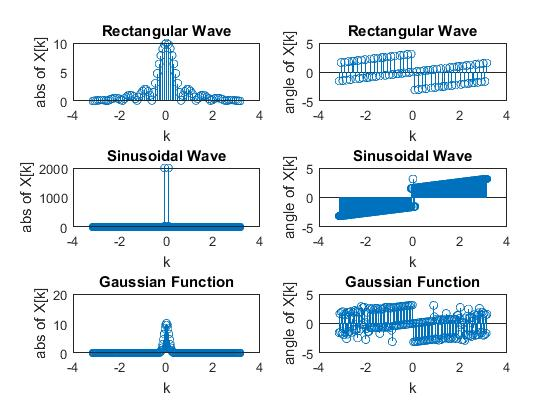 Rectangular Wave
abs of X[k]
10
5
0
-4 -2 0 2 4
k
Rectangular Wave
angle of X[k]
5
0
-5
-4 -2 0 2 4
k
Sinusoidal Wave
abs of X[k]
2000
1000
0
-4 -2 0 2 4
k
Sinusoidal Wave
angle of X[k]
5
0
-5
-4 -2 0 2 4
k
Gaussian Function
abs of X[k]
20
10
0
-4 -2 0 2 4
k
Gaussian Function
angle of X[k]
5
0
-5
-4 -2 0 2 4
k